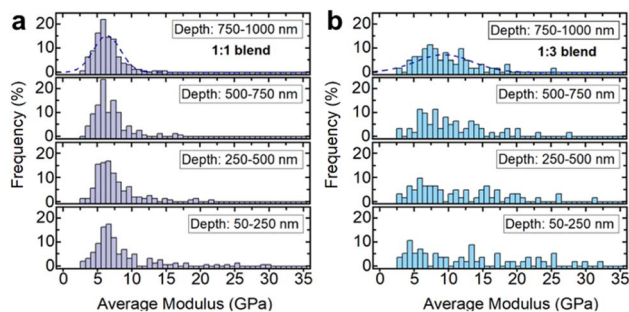 a
Frequency (%)
20
10
0
Depth: 750-1000 nm
1:1 blend
20
10
0
Depth: 500-750 nm
20
10
0
Depth: 250-500 nm
20
10
0
Depth: 50-250 nm
0 5 10 15 20 25 30 35
Average Modulus (GPa)
b
Frequency (%)
20
10
0
Depth: 750-1000 nm
1:3 blend
20
10
0
Depth: 500-750 nm
20
10
0
Depth: 250-500 nm
20
10
0
Depth: 50-250 nm
0 5 10 15 20 25 30 35
Average Modulus (GPa)